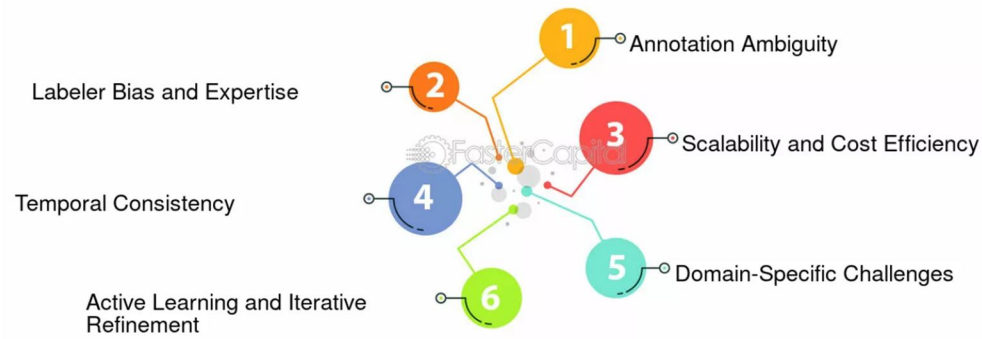 1
Annotation Ambiguity
2
Labeler Bias and Expertise
3
Scalability and Cost Efficiency
FasterCapital
4
Temporal Consistency
5
Domain-Specific Challenges
6
Active Learning and Iterative
Refinement